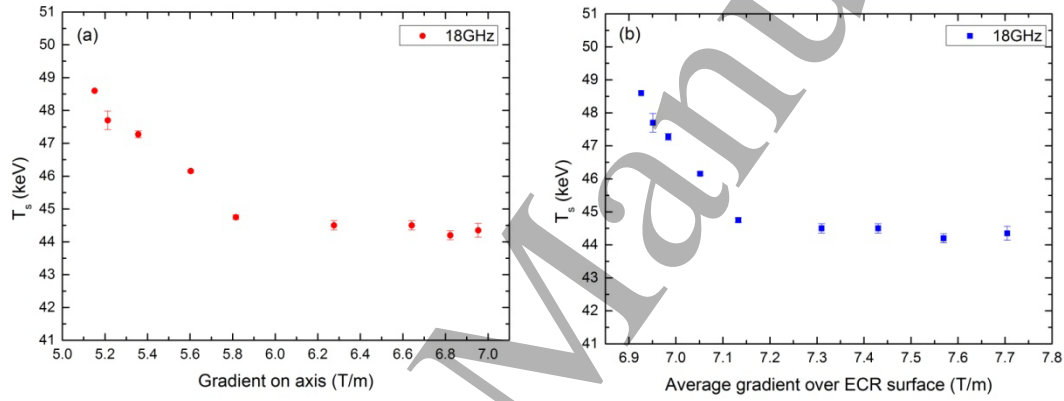 (a)
18GHz
51
50
49
48
47
46
45
44
43
42
41
T_s (keV)
5.0 5.2 5.4 5.6 5.8 6.0 6.2 6.4 6.6 6.8 7.0
Gradient on axis (T/m)
(b)
18GHz
51
50
49
48
47
46
45
44
43
42
41
T_s (keV)
6.9 7.0 7.1 7.2 7.3 7.4 7.5 7.6 7.7 7.8
Average gradient over ECR surface (T/m)
Manu